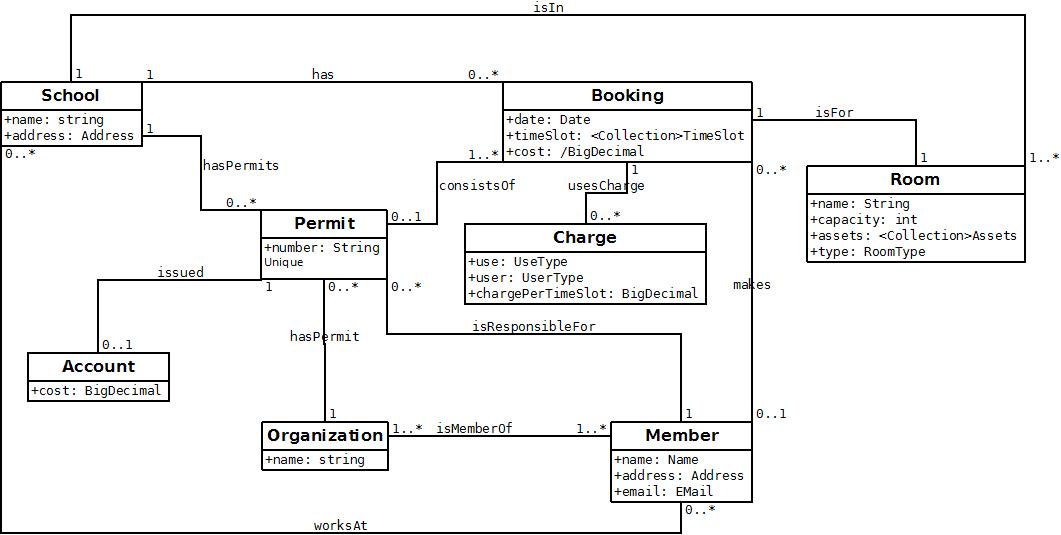 isIn
1
1
has
0..*
School
Booking
+name: string
+address: Address
+date: Date
+timeSlot: <Collection>TimeSlot
+cost: /BigDecimal
1
isFor
1
0..*
hasPermits
1..*
consistsOf
1
usesCharge
0..*
1
1..*
Room
+name: String
+capacity: int
+assets: <Collection>Assets
+type: RoomType
0..*
0..1
0..*
Permit
+number: String
Unique
Charge
+use: UseType
+user: UserType
+chargePerTimeSlot: BigDecimal
issued
1
0..*
0..*
makes
hasPermit
isResponsibleFor
0..1
Account
+cost: BigDecimal
1
1
0..1
Organization
+name: string
1..*
isMemberOf
1..*
Member
+name: Name
+address: Address
+email: EMail
0..*
worksAt